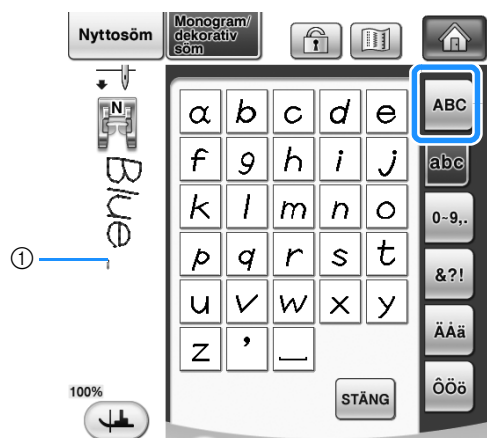 Nyttosöm
Monogram/
dekorativ
söm
N
Blue
①
100%
a b c d e
f g h i j
k l m n o
p q r s t
u v w x y
z ’ _
STÄNG
ABC
abc
0~9,.
&?!
ÄÅä
ÔÖö